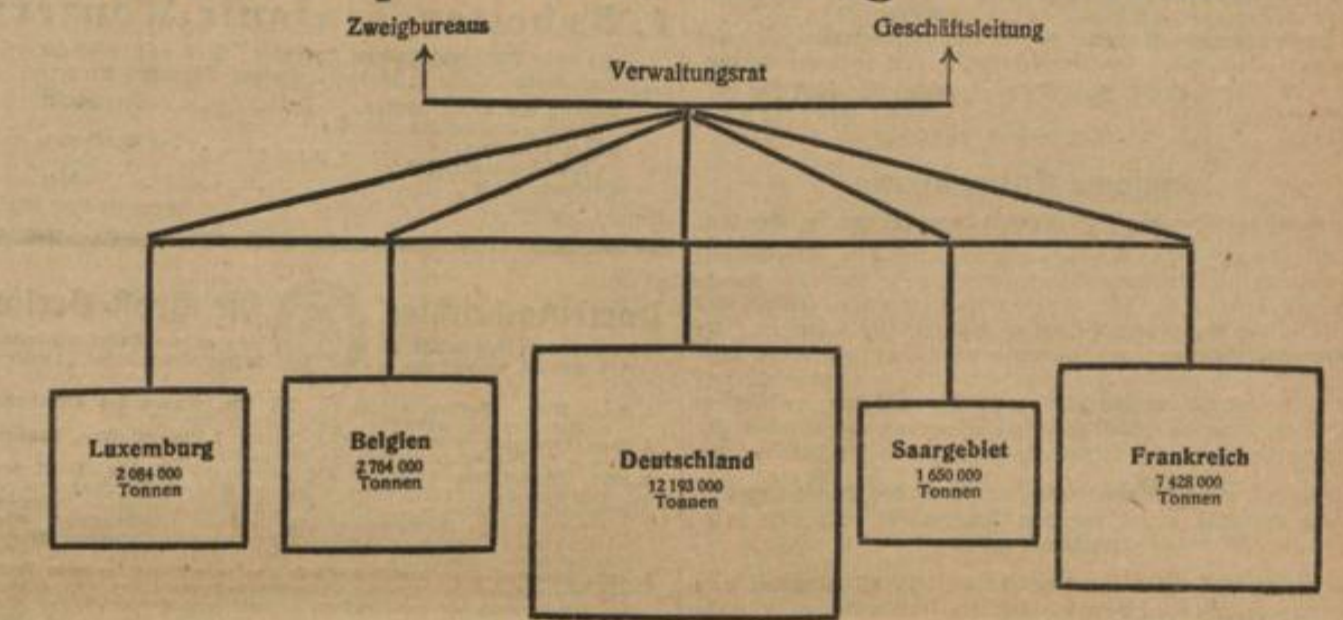 Zweigbureaus
Geschäftsleitung
Verwaltungsrat
Luxemburg
2 084 000
Tonnen
Belgien
2 764 000
Tonnen
Deutschland
12 193 000
Tonnen
Saargebiet
1 650 000
Tonnen
Frankreich
7 428 000
Tonnen